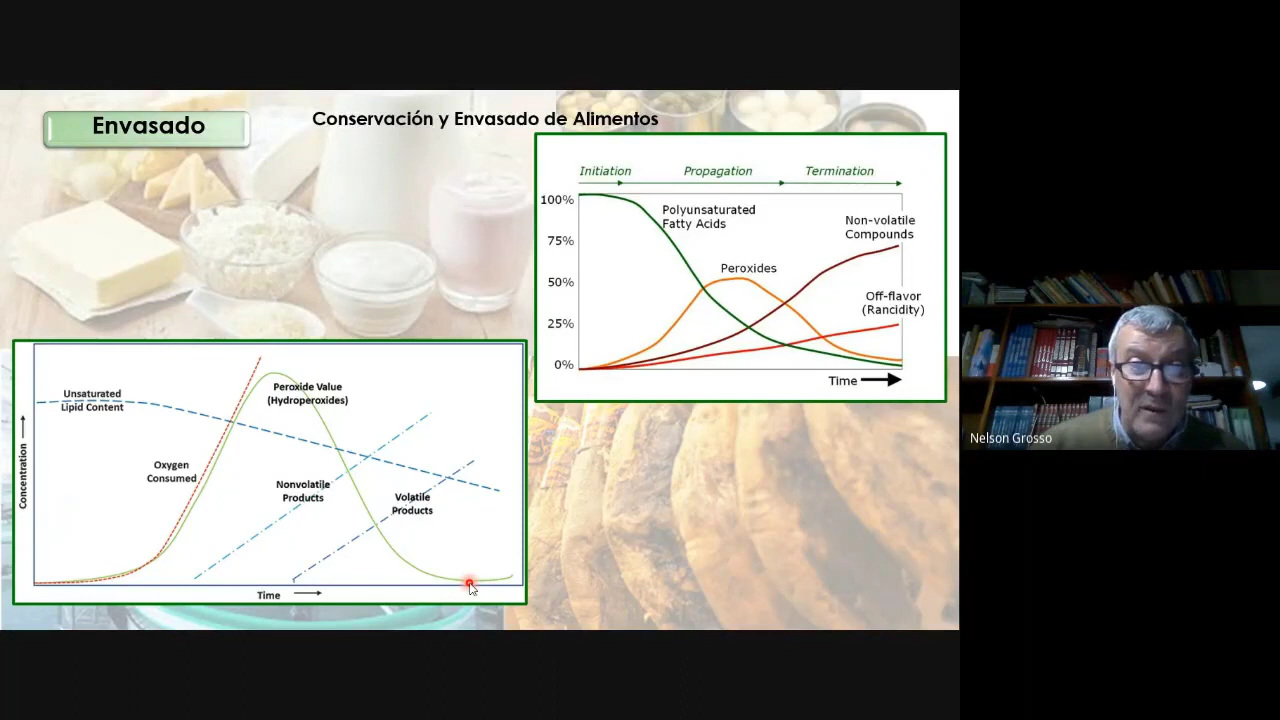 Envasado
Conservación y Envasado de Alimentos
Initiation
Propagation
Termination
100%
75%
50%
25%
0%
Polyunsaturated
Fatty Acids
Peroxides
Non-volatile
Compounds
Off-flavor
(Rancidity)
Time
Concentration
Unsaturated
Lipid Content
Oxygen
Consumed
Peroxide Value
(Hydroperoxides)
Nonvolatile
Products
Volatile
Products
Time
Nelson Grosso